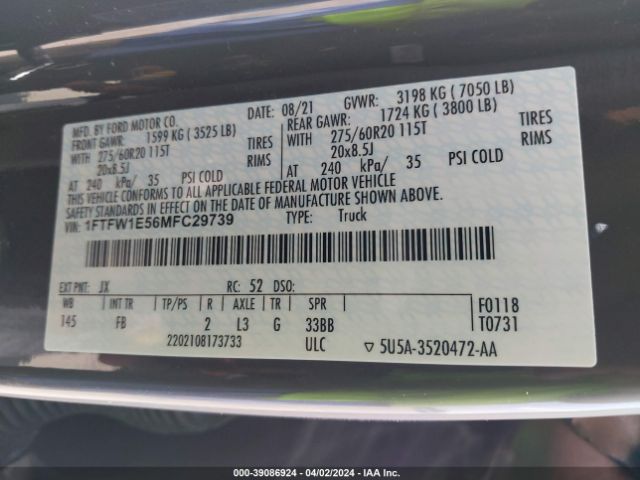 MFD. BY FORD MOTOR CO. DATE: 08/21 GVWR: 3198 KG ( 7050 LB)
FRONT GAWR: 1599 KG ( 3525 LB) REAR GAWR: 1724 KG ( 3800 LB)
WITH 275/60R20 115T TIRES WITH 275/60R20 115T TIRES
20x8.5J RIMS 20x8.5J RIMS
AT 240 kPa/ 35 PSI COLD AT 240 kPa/ 35 PSI COLD
THIS VEHICLE CONFORMS TO ALL APPLICABLE FEDERAL MOTOR VEHICLE
SAFETY STANDARDS IN EFFECT ON THE DATE OF MANUFACTURE SHOWN ABOVE.
VIN: 1FTFW1E56MFC29739 TYPE: Truck
EXT PNT: JX RC: 52 DSO:
WB INT TR TP/PS R AXLE TR SPR F0118
145 FB 2 L3 G 33BB T0731
2202108173733 ULC ▽ 5U5A-3520472-AA
000-39086924 - 04/02/2024 - IAA Inc.